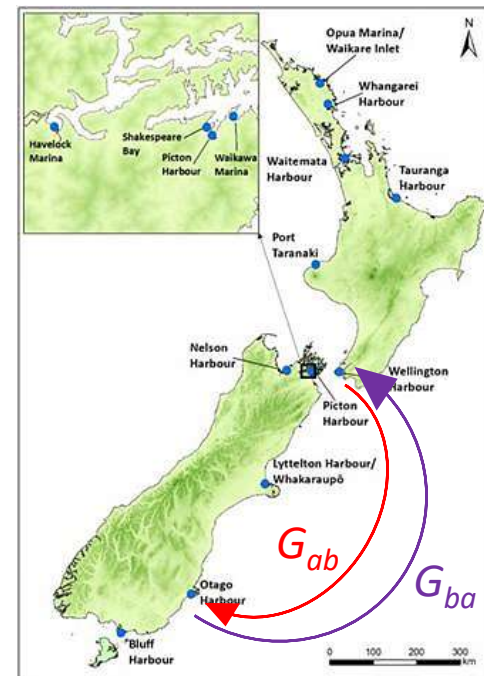 N
Opua Marina/
Waikare Inlet
Whangarei
Harbour
Havelock
Marina
Shakespeare
Bay
Picton
Harbour
Waikawa
Marina
Waitemata
Harbour
Tauranga
Harbour
Port
Taranaki
Nelson
Harbour
Wellington
Harbour
Picton
Harbour
Lyttelton Harbour/
Whakaraupō
G_ab
G_ba
Otago
Harbour
Bluff
Harbour
0 100 200 300
km